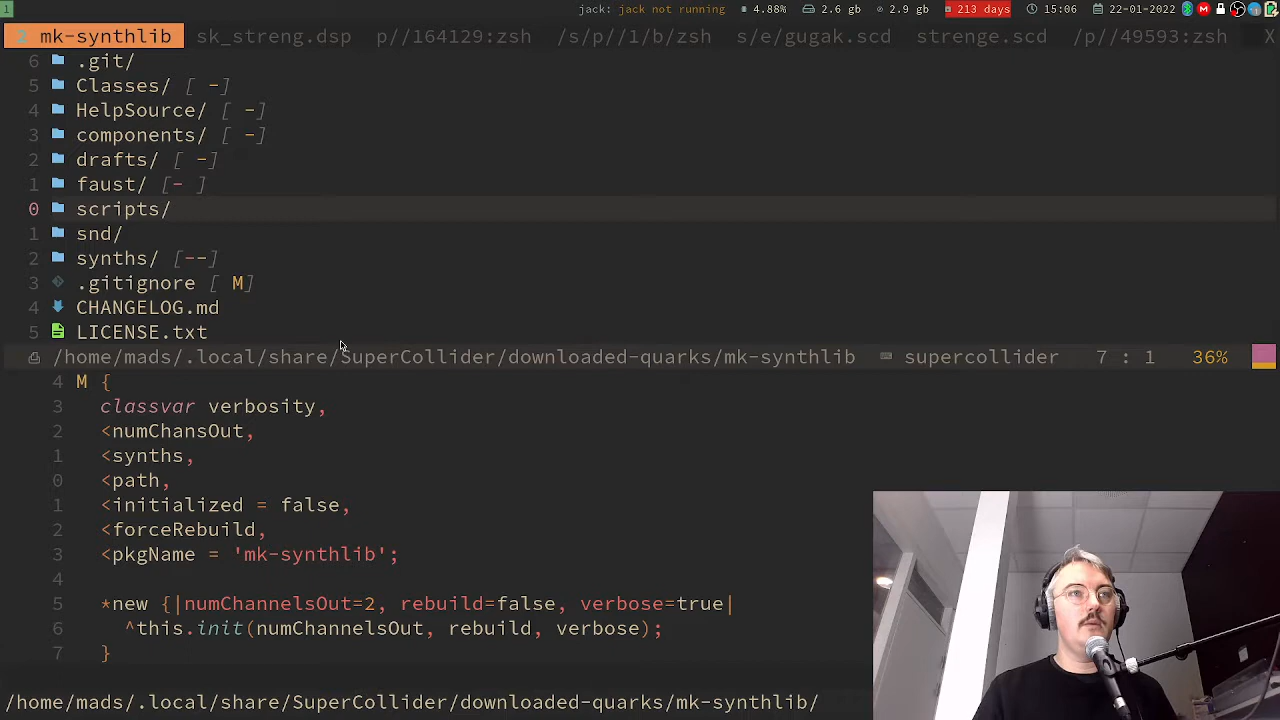 1 jack: jack not running 4.88% 2.6 gb 2.9 gb 213 days 15:06 22-01-2022
2 mk-synthlib sk_streng.dsp p//164129:zsh /s/p//1/b/zsh s/e/gugak.scd strenge.scd /p//49593:zsh X
6 .git/
5 Classes/ [ -]
4 HelpSource/ [ -]
3 components/ [ -]
2 drafts/ [ -]
1 faust/ [- ]
0 scripts/
1 snd/
2 synths/ [--]
3 .gitignore [ M]
4 CHANGELOG.md
5 LICENSE.txt
/home/mads/.local/share/SuperCollider/downloaded-quarks/mk-synthlib supercollider 7 : 1 36%
4 M {
3 classvar verbosity,
2 <numChansOut,
1 <synths,
0 <path,
1 <initialized = false,
2 <forceRebuild,
3 <pkgName = 'mk-synthlib';
4
5 *new {|numChannelsOut=2, rebuild=false, verbose=true|
6 ^this.init(numChannelsOut, rebuild, verbose);
7 }
/home/mads/.local/share/SuperCollider/downloaded-quarks/mk-synthlib/